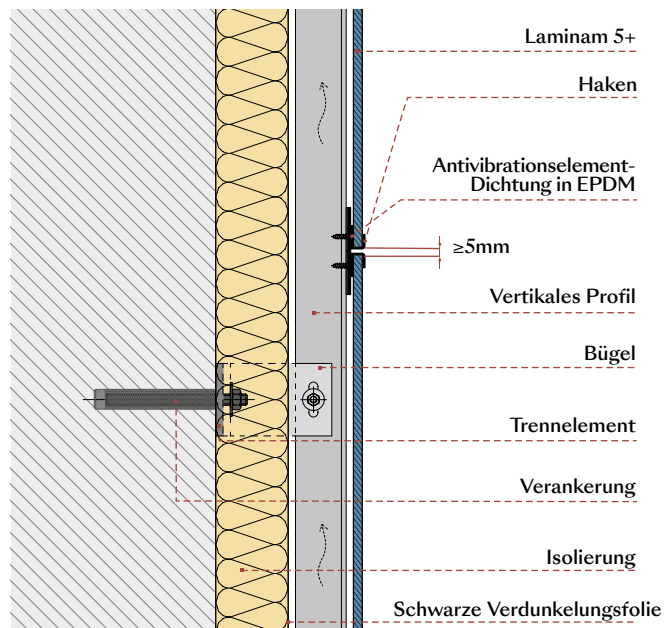 Laminam 5+
Haken
Antivibrationselement-
Dichtung in EPDM
≥5mm
Vertikales Profil
Bügel
Trennelement
Verankerung
Isolierung
Schwarze Verdunkelungsfolie